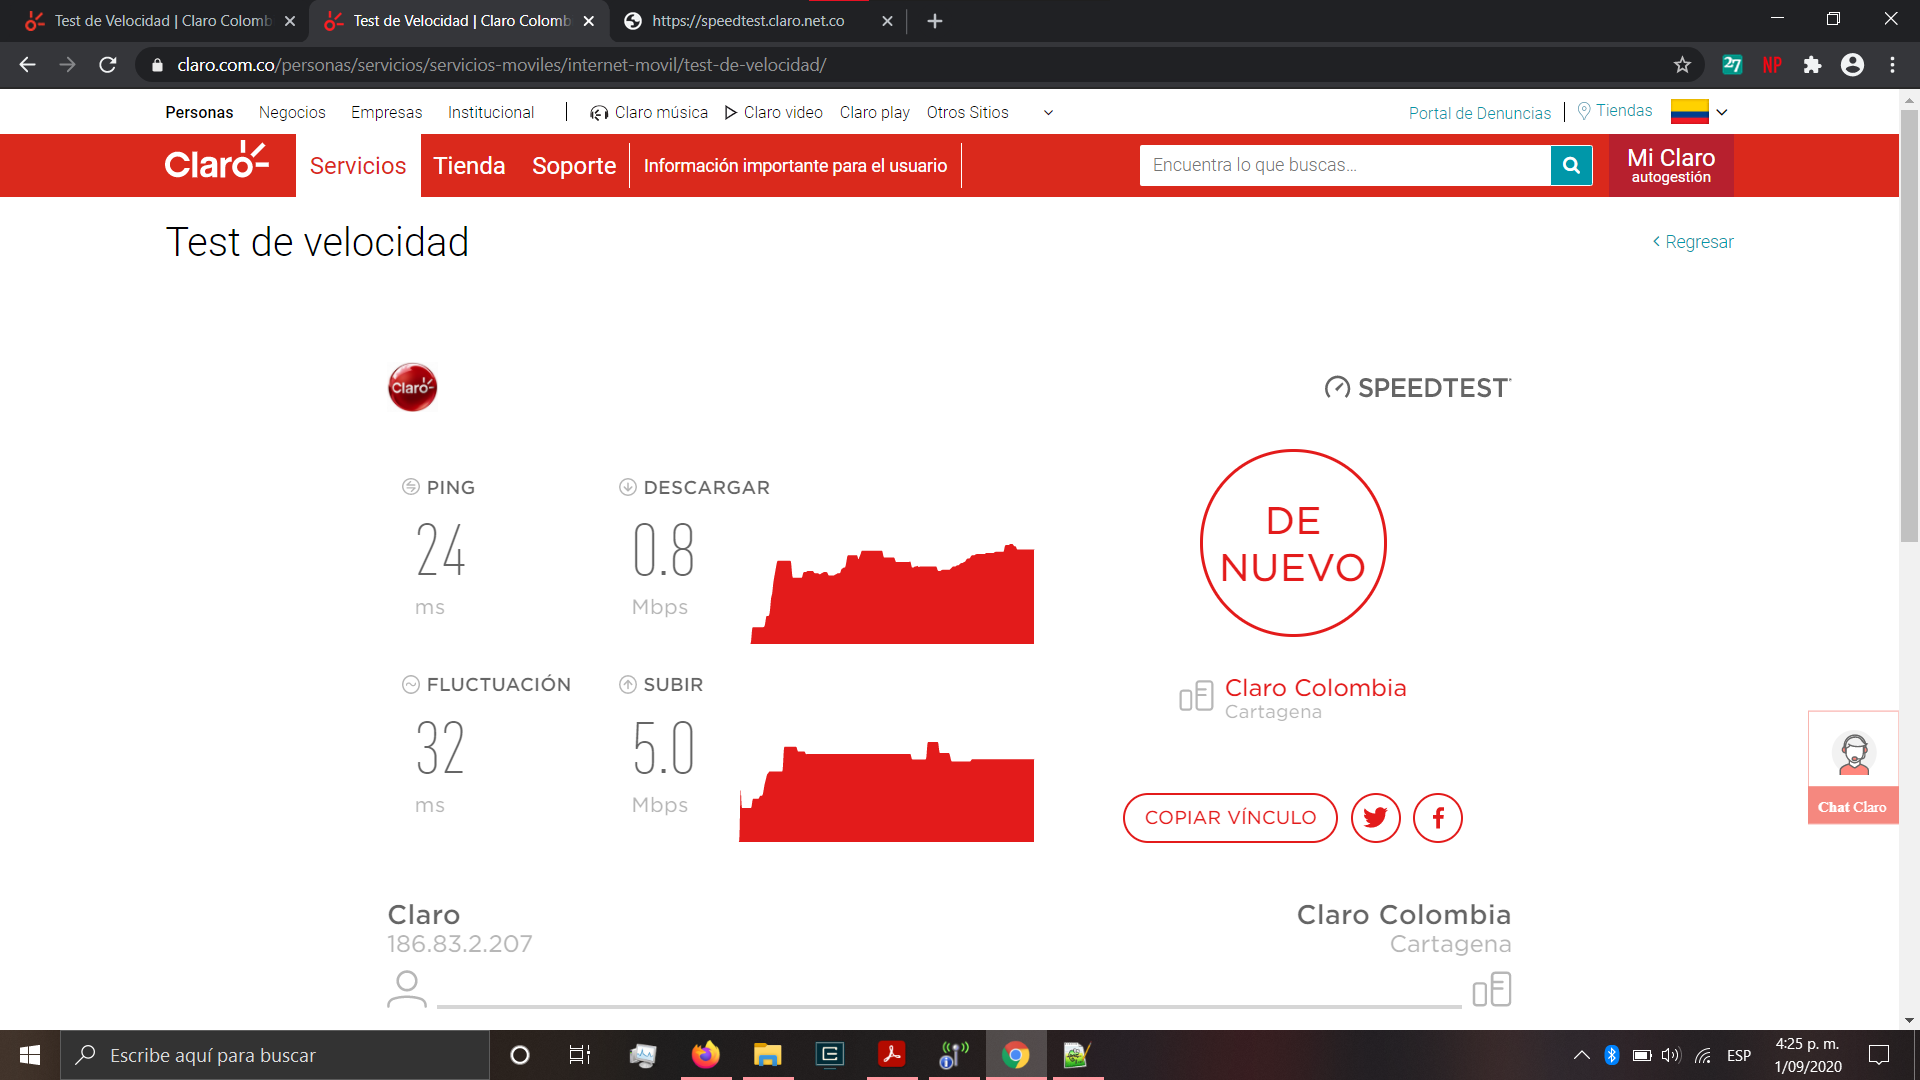 Test de Velocidad | Claro Colomb
Test de Velocidad | Claro Colomb
https://speedtest.claro.net.co
claro.com.co/personas/servicios/servicios-moviles/internet-movil/test-de-velocidad/
27
NP
Personas Negocios Empresas Institucional Claro música Claro video Claro play Otros Sitios Portal de Denuncias Tiendas
Claro Servicios Tienda Soporte Información importante para el usuario Encuentra lo que buscas... Mi Claro
autogestión
Test de velocidad
Regresar
Claro
SPEEDTEST
PING
24
ms
DESCARGAR
0.8
Mbps
DE
NUEVO
FLUCTUACIÓN
32
ms
SUBIR
5.0
Mbps
Claro Colombia
Cartagena
COPIAR VÍNCULO
Chat Claro
Claro
186.83.2.207
Claro Colombia
Cartagena
Escribe aquí para buscar
ESP
4:25 p. m.
1/09/2020